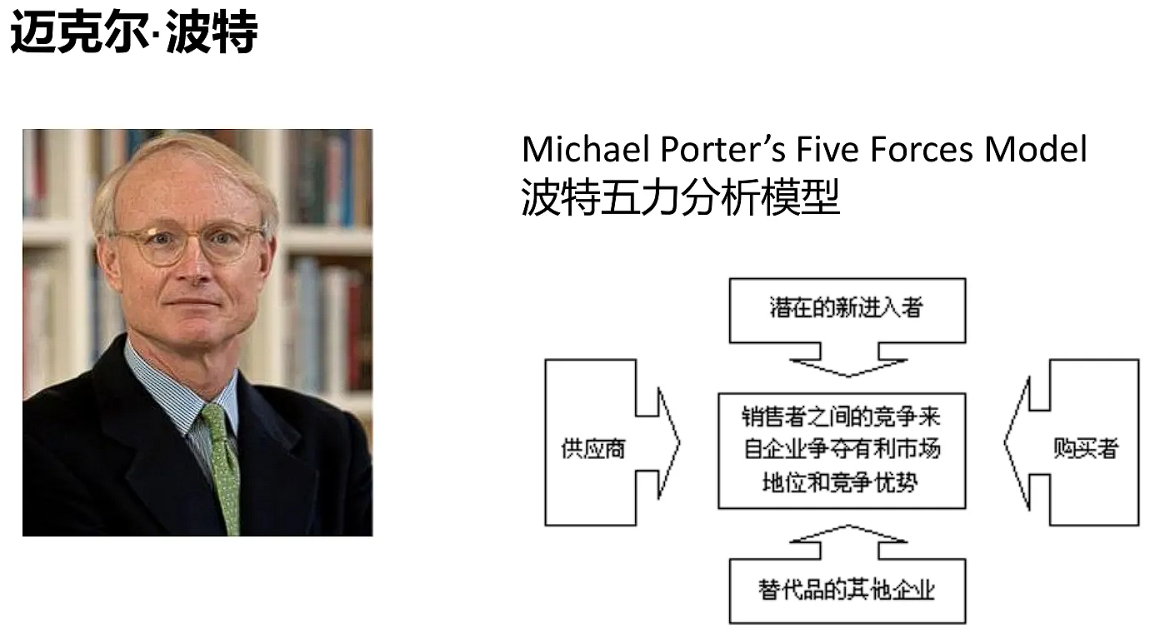 迈克尔·波特
Michael Porter’s Five Forces Model
波特五力分析模型
潜在的新进入者
供应商
销售者之间的竞争来
自企业争夺有利市场
地位和竞争优势
购买者
替代品的其他企业